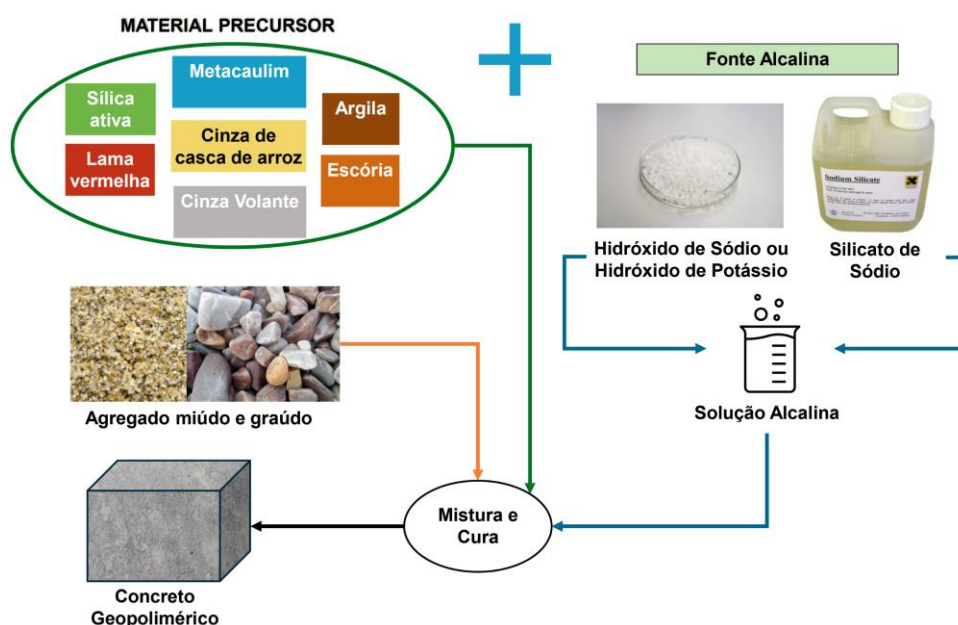 MATERIAL PRECURSOR
Metacaulim
Sílica
ativa
Argila
Cinza de
casca de arroz
Lama
vermelha
Escória
Cinza Volante
Fonte Alcalina
Sodium Silicate
Hidróxido de Sódio ou
Hidróxido de Potássio
Silicato de
Sódio
Solução Alcalina
Agregado miúdo e graúdo
Mistura e
Cura
Concreto
Geopolimérico